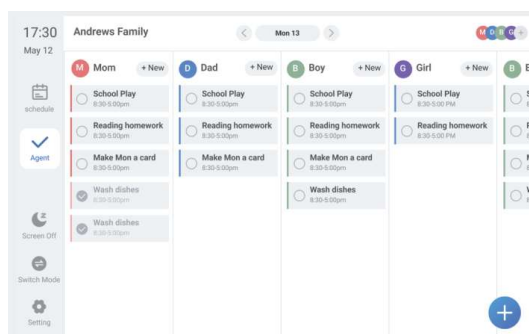 17:30
May 12
Andrews Family
Mon 13
M D B G +
schedule
Agent
Screen Off
Switch Mode
Setting
M Mom + New
School Play
8:30-5:00pm
Reading homework
8:30-5:00pm
Make Mon a card
8:30-5:00pm
Wash dishes
8:30-5:00pm
Wash dishes
8:30-5:00pm
D Dad + New
School Play
8:30-5:00pm
Reading homework
8:30-5:00pm
Make Mon a card
8:30-5:00pm
B Boy + New
School Play
8:30-5:00pm
Reading homework
8:30-5:00pm
Make Mon a card
8:30-5:00pm
Wash dishes
8:30-5:00pm
G Girl + New
School Play
8:30-5:00 PM
Reading homework
8:30-5:00 PM
B
+